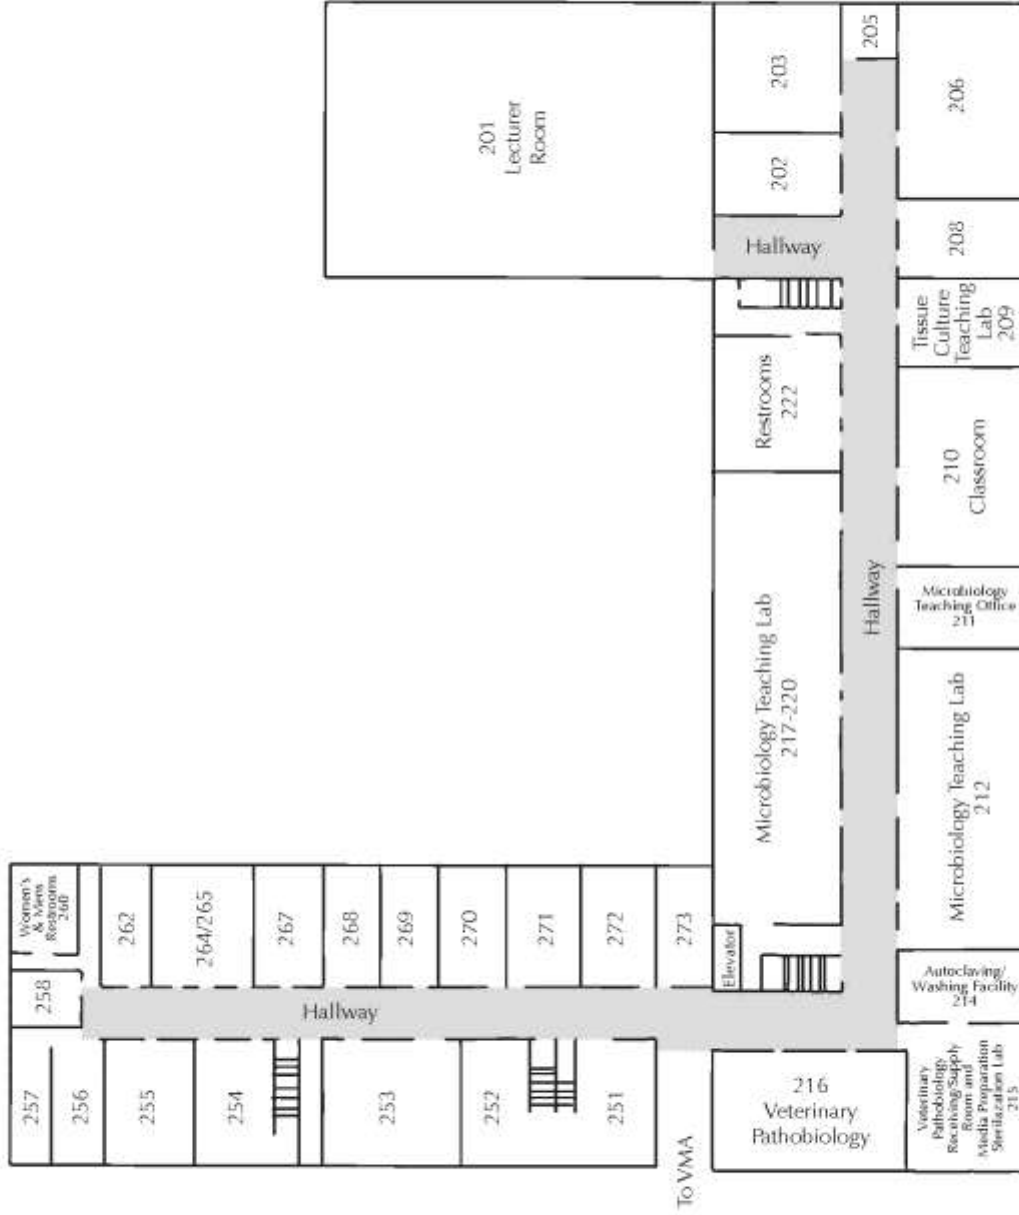 201
Lecturer
Room
203
205
202
206
Hallway
208
Tissue
Culture
Teaching
Lab
209
Restrooms
222
210
Classroom
Hallway
Microbiology
Teaching Office
211
Microbiology Teaching Lab
217-220
Microbiology Teaching Lab
212
Women's
& Mens
Restrooms
260
262
264/265
267
268
269
270
271
272
273
Elevator
Autoclaving/
Washing Facility
214
258
Hallway
257
256
255
254
253
252
251
To VMA
216
Veterinary
Pathobiology
Veterinary
Pathobiology
Receiving/Supply
Room and
Media Preparation
Sterilazation Lab
215